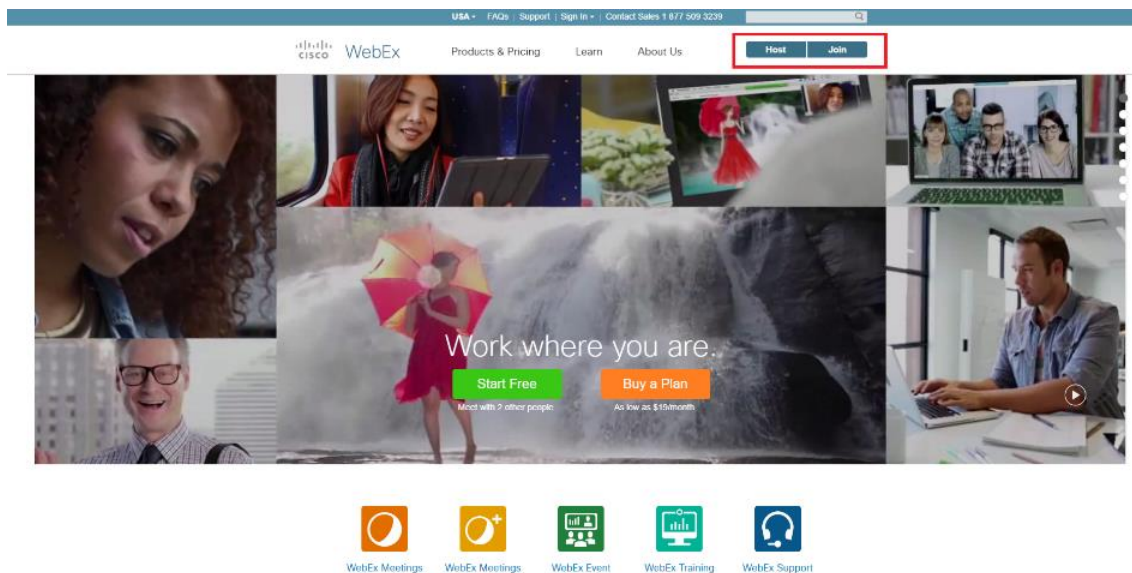 USA FAQs | Support | Sign In | Contact Sales 1 877 509 3239
CISCO WebEx Products & Pricing Learn About Us Host Join
Work where you are.
Start Free Buy a Plan
Meet with 2 other people As low as $19/month
WebEx Meetings WebEx Meetings WebEx Event WebEx Training WebEx Support